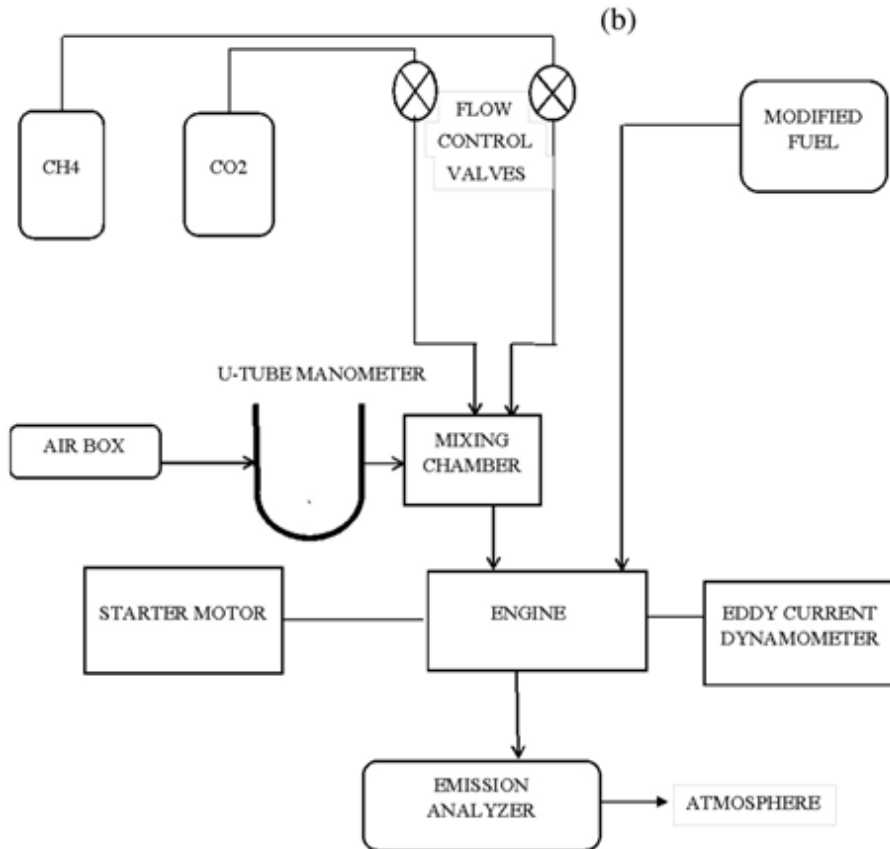 (b)
CH4
CO2
FLOW
CONTROL
VALVES
MODIFIED
FUEL
U-TUBE MANOMETER
AIR BOX
MIXING
CHAMBER
STARTER MOTOR
ENGINE
EDDY CURRENT
DYNAMOMETER
EMISSION
ANALYZER
ATMOSPHERE